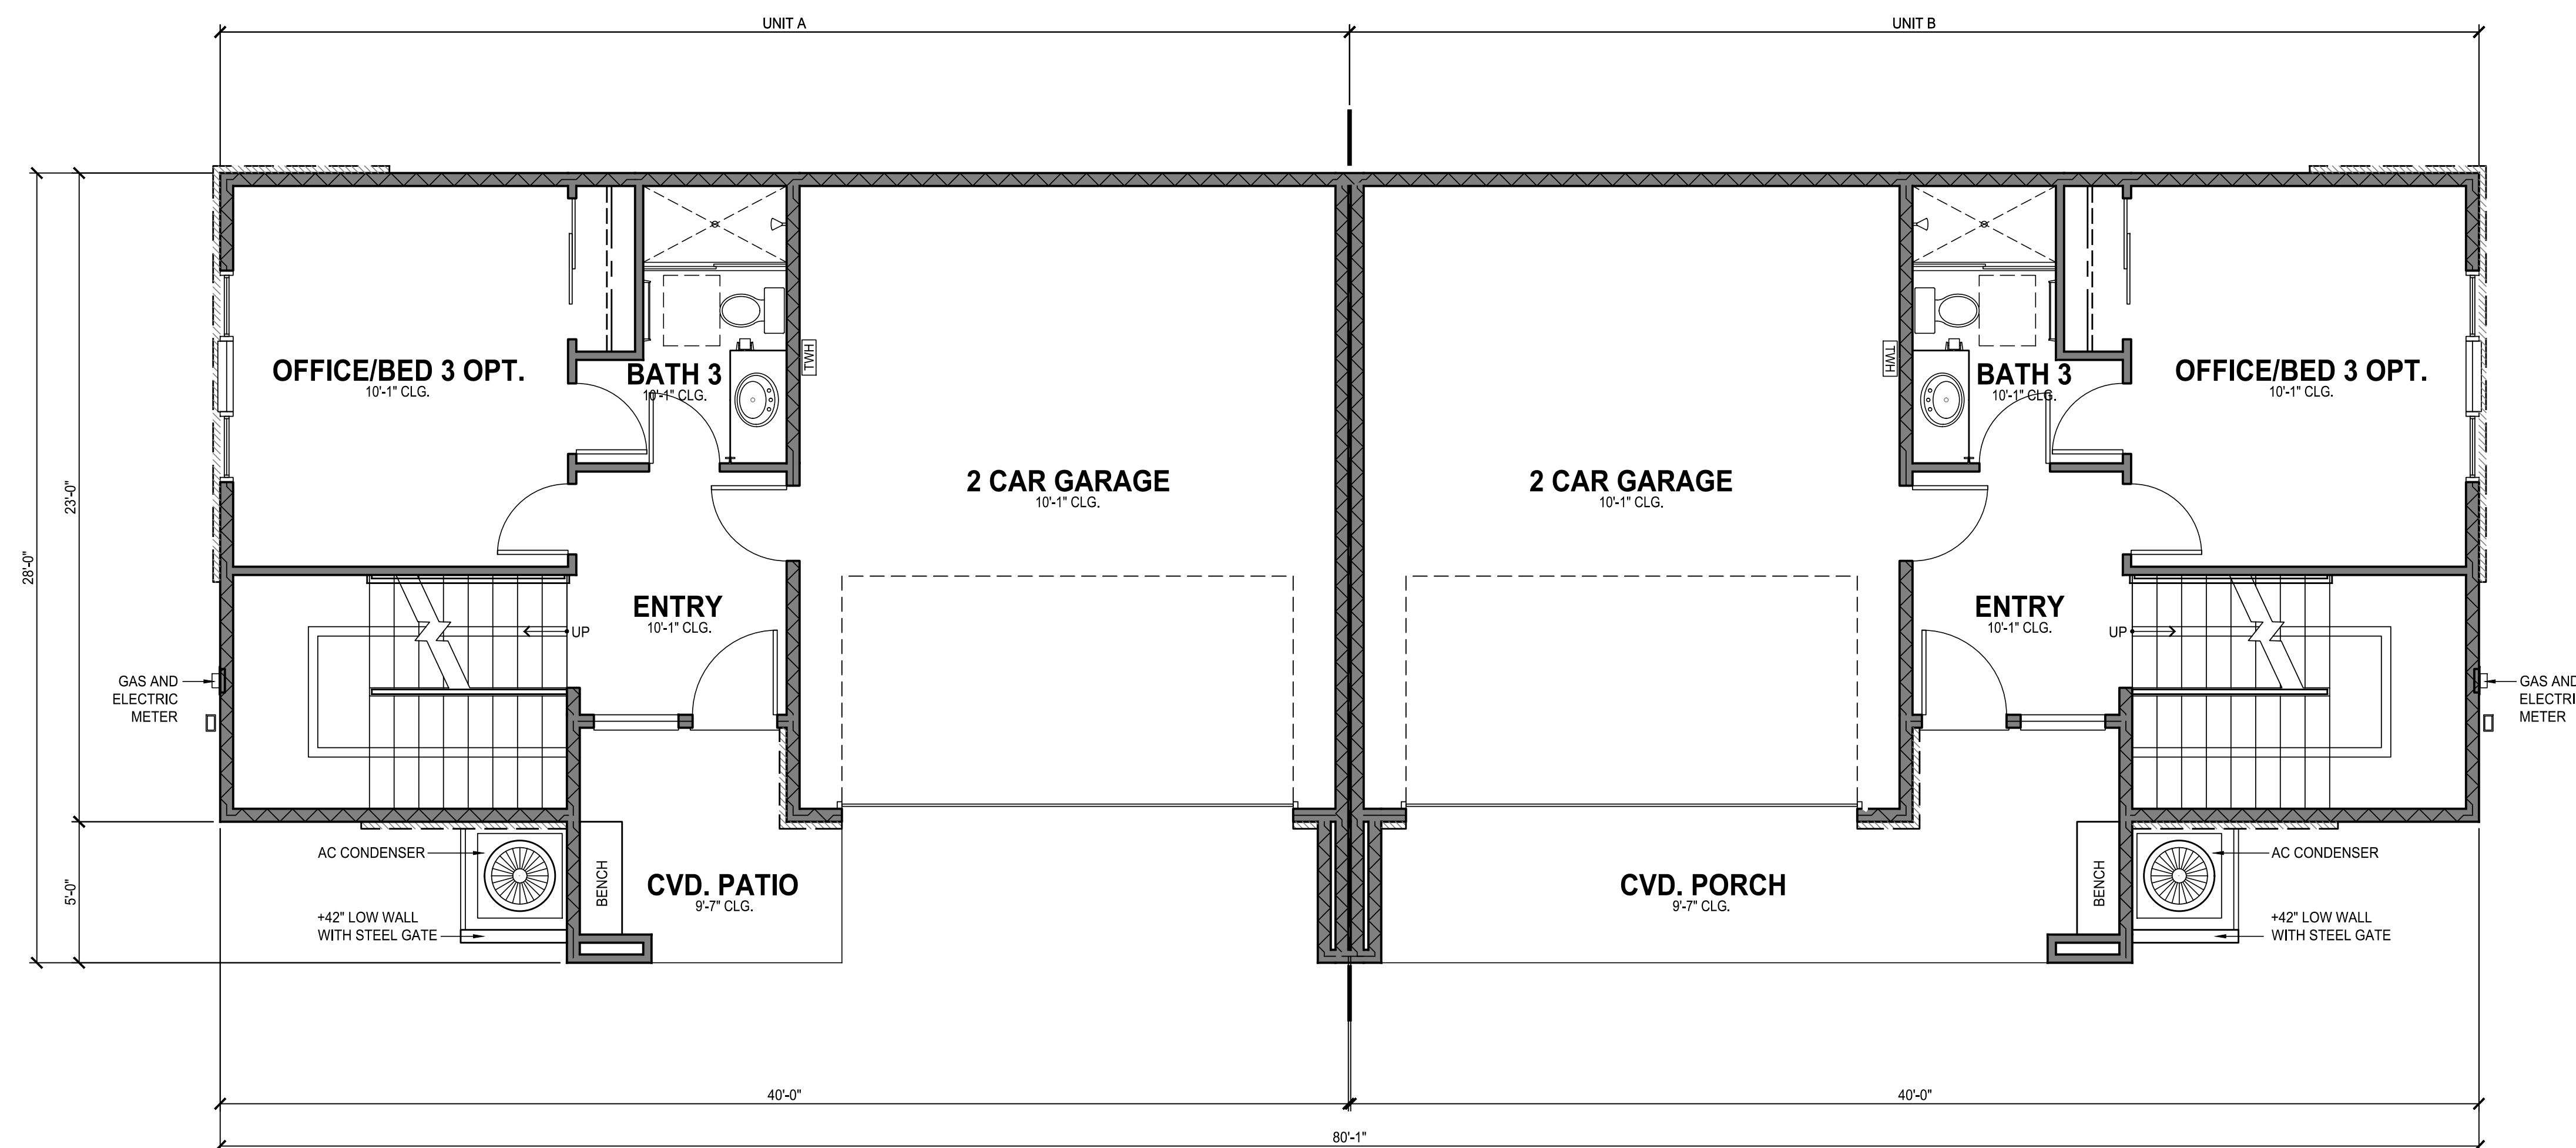 UNIT A
UNIT B
OFFICE/BED 3 OPT.
10'-1" CLG.
BATH 3
10'-1" CLG.
TWH
2 CAR GARAGE
10'-1" CLG.
2 CAR GARAGE
10'-1" CLG.
TWH
BATH 3
10'-1" CLG.
OFFICE/BED 3 OPT.
10'-1" CLG.
28'-0"
23'-0"
5'-0"
ENTRY
10'-1" CLG.
UP
ENTRY
10'-1" CLG.
UP
GAS AND
ELECTRIC
METER
GAS AND
ELECTRI
METER
AC CONDENSER
+42" LOW WALL
WITH STEEL GATE
BENCH
CVD. PATIO
9'-7" CLG.
CVD. PORCH
9'-7" CLG.
BENCH
AC CONDENSER
+42" LOW WALL
WITH STEEL GATE
40'-0"
40'-0"
80'-1"